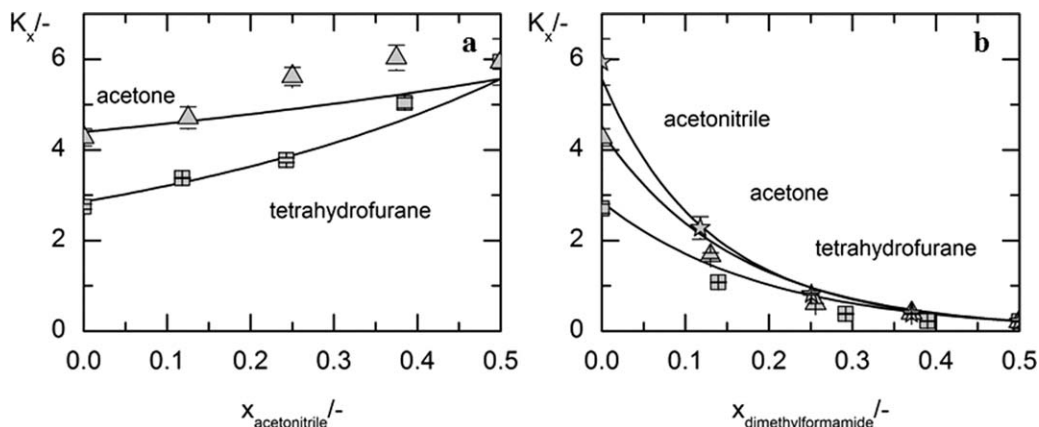 Kx/-
a
6
4
2
0
acetone
tetrahydrofurane
0.0 0.1 0.2 0.3 0.4 0.5
xacetonitrile/-
Kx/-
b
6
4
2
0
acetonitrile
acetone
tetrahydrofurane
0.0 0.1 0.2 0.3 0.4 0.5
xdimethylformamide/-